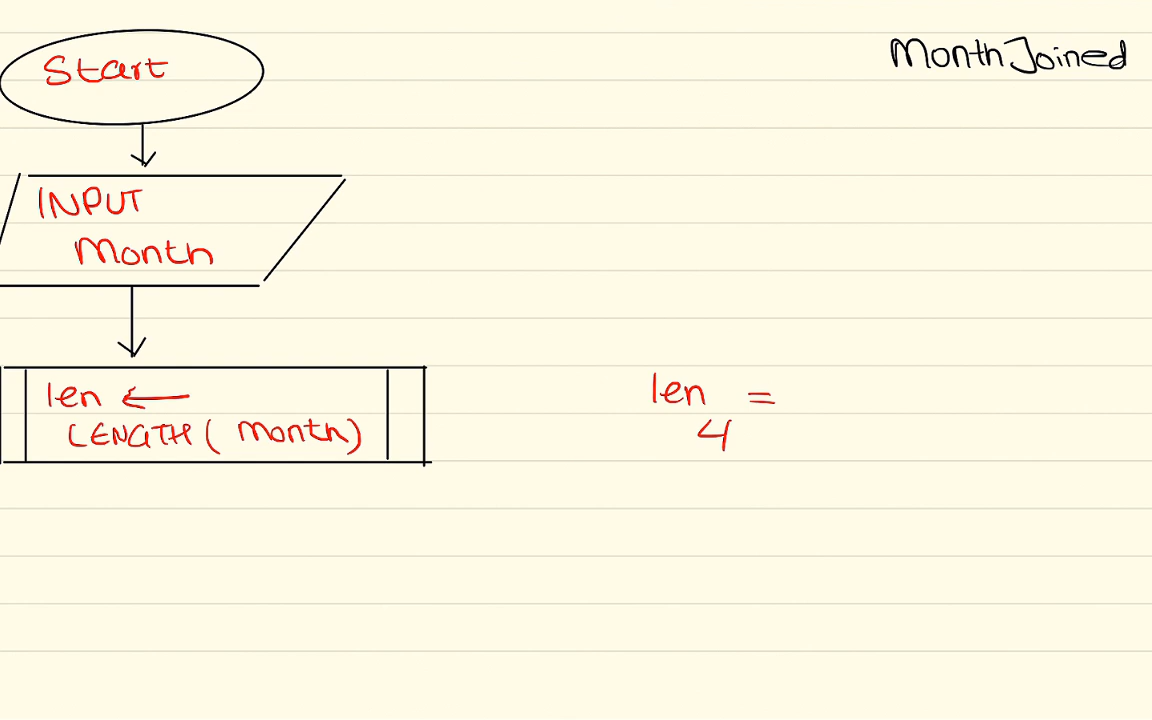 MonthJoined
Start
INPUT
Month
len ←
LENGTH( Month)
len =
4